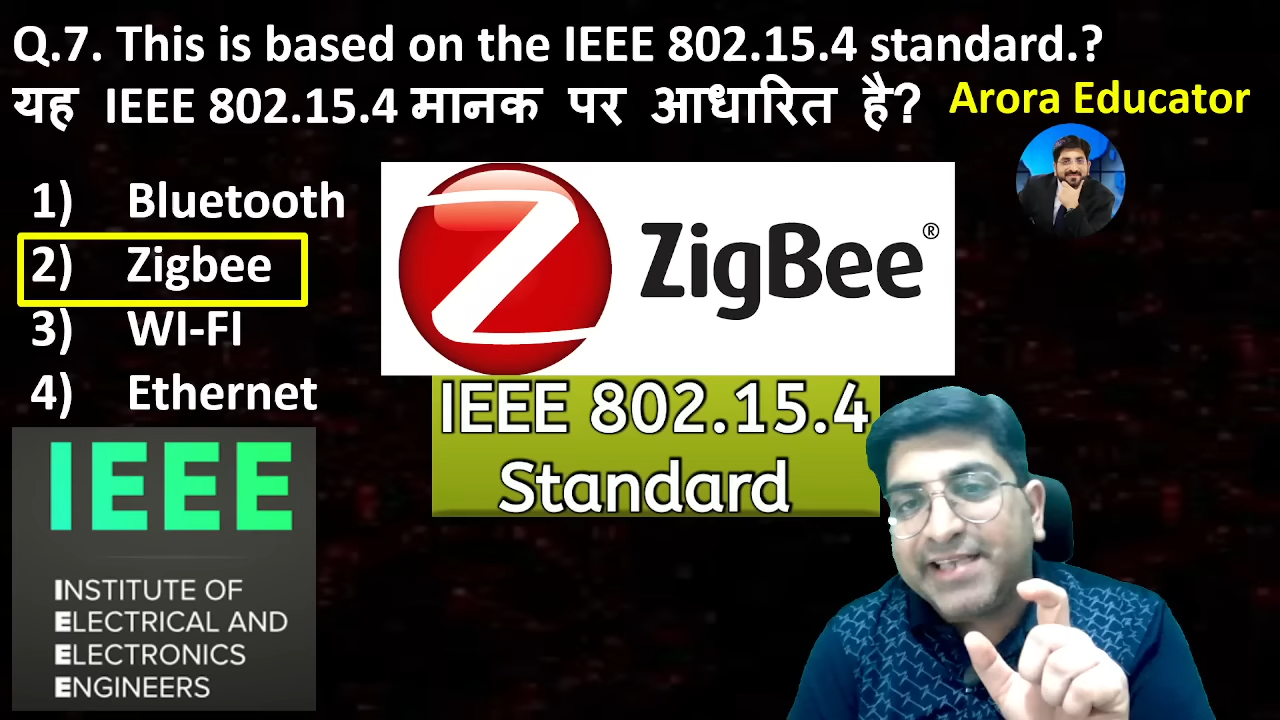 Q.7. This is based on the IEEE 802.15.4 standard.?
यह IEEE 802.15.4 मानक पर आधारित है?
Arora Educator
1) Bluetooth
2) Zigbee
3) WI-FI
4) Ethernet
ZigBee®
IEEE 802.15.4
Standard
IEEE
INSTITUTE OF
ELECTRICAL AND
ELECTRONICS
ENGINEERS